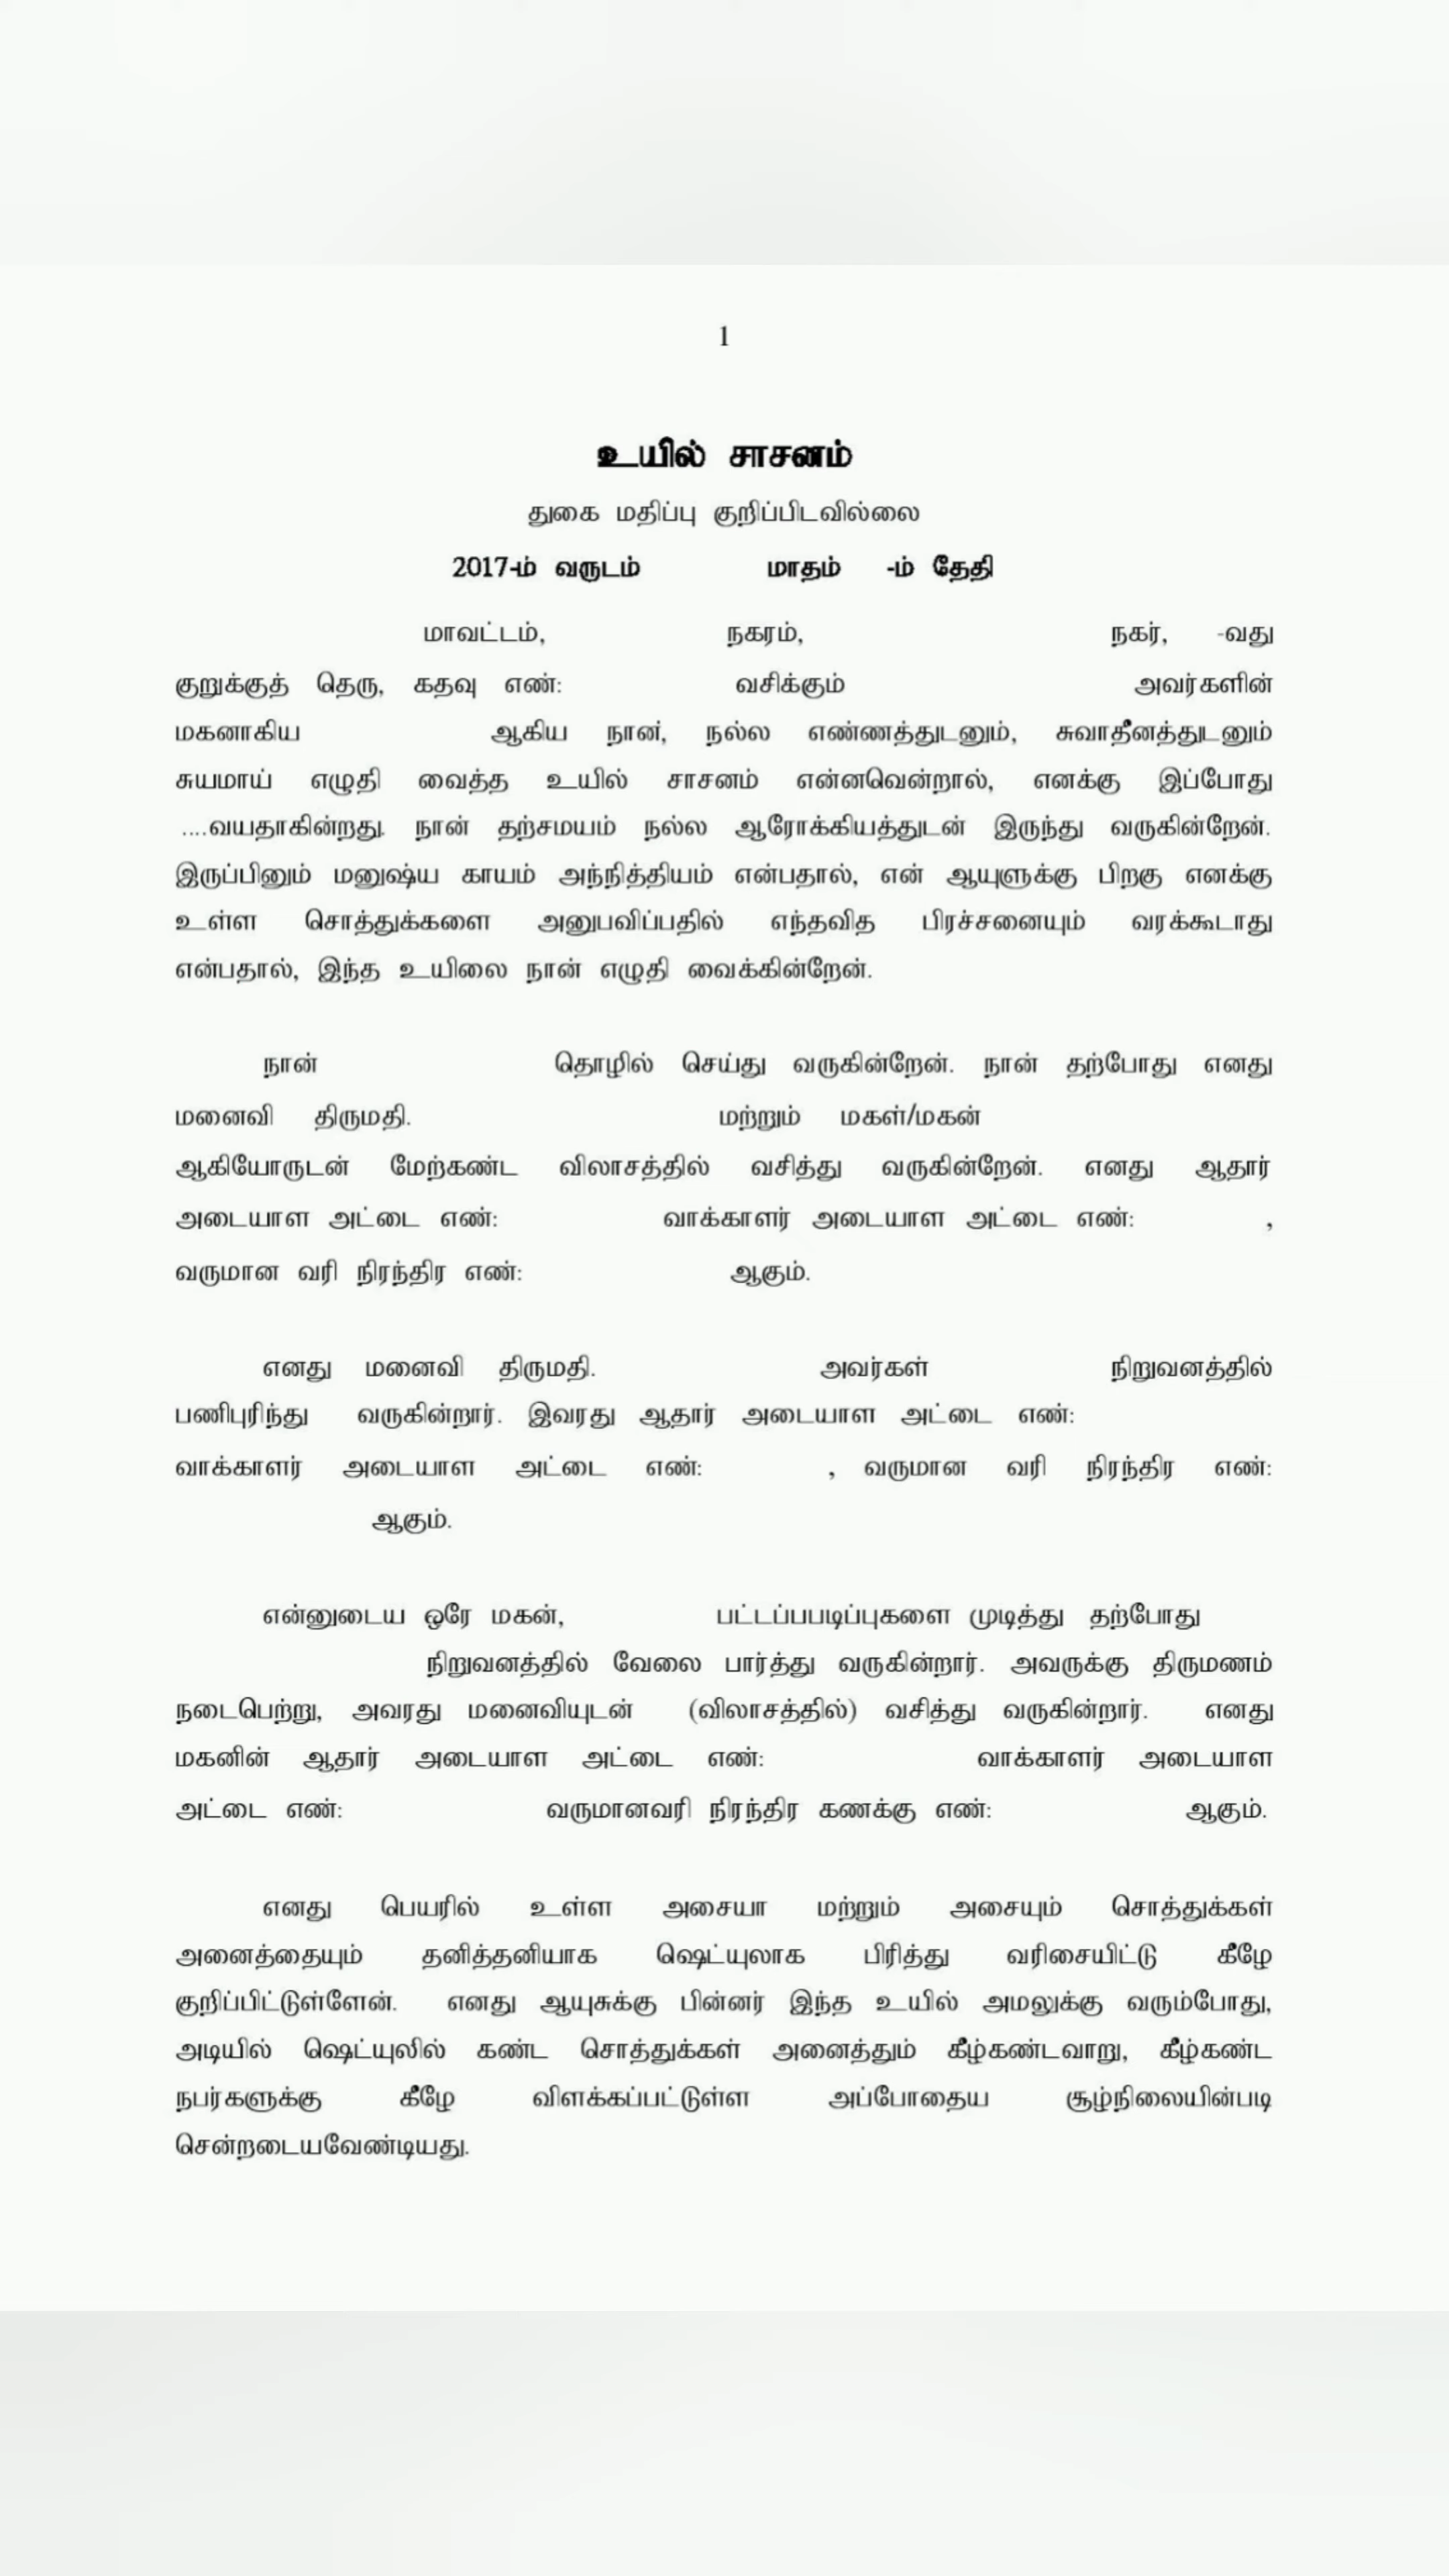 1
உயில் சாசனம்
துகை மதிப்பு குறிப்பிடவில்லை
2017-ம் வருடம் மாதம் -ம் தேதி
மாவட்டம், நகரம், நகர், -வது
குறுக்குத் தெரு, கதவு எண்: வசிக்கும் அவர்களின்
மகனாகிய ஆகிய நான், நல்ல எண்ணத்துடனும், சுவாதீனத்துடனும்
சுயமாய் எழுதி வைத்த உயில் சாசனம் என்னவென்றால், எனக்கு இப்போது
....வயதாகின்றது. நான் தற்சமயம் நல்ல ஆரோக்கியத்துடன் இருந்து வருகின்றேன்.
இருப்பினும் மனுஷ்ய காயம் அந்நித்தியம் என்பதால், என் ஆயுளுக்கு பிறகு எனக்கு
உள்ள சொத்துக்களை அனுபவிப்பதில் எந்தவித பிரச்சனையும் வரக்கூடாது
என்பதால், இந்த உயிலை நான் எழுதி வைக்கின்றேன்.
நான் தொழில் செய்து வருகின்றேன். நான் தற்போது எனது
மனைவி திருமதி. மற்றும் மகள்/மகன்
ஆகியோருடன் மேற்கண்ட விலாசத்தில் வசித்து வருகின்றேன். எனது ஆதார்
அடையாள அட்டை எண்: வாக்காளர் அடையாள அட்டை எண்: ,
வருமான வரி நிரந்திர எண்: ஆகும்.
எனது மனைவி திருமதி. அவர்கள் நிறுவனத்தில்
பணிபுரிந்து வருகின்றார். இவரது ஆதார் அடையாள அட்டை எண்:
வாக்காளர் அடையாள அட்டை எண்: , வருமான வரி நிரந்திர எண்:
ஆகும்.
என்னுடைய ஒரே மகன், பட்டப்பபடிப்புகளை முடித்து தற்போது
நிறுவனத்தில் வேலை பார்த்து வருகின்றார். அவருக்கு திருமணம்
நடைபெற்று, அவரது மனைவியுடன் (விலாசத்தில்) வசித்து வருகின்றார். எனது
மகனின் ஆதார் அடையாள அட்டை எண்: வாக்காளர் அடையாள
அட்டை எண்: வருமானவரி நிரந்திர கணக்கு எண்: ஆகும்.
எனது பெயரில் உள்ள அசையா மற்றும் அசையும் சொத்துக்கள்
அனைத்தையும் தனித்தனியாக ஷெட்யுலாக பிரித்து வரிசையிட்டு கீழே
குறிப்பிட்டுள்ளேன். எனது ஆயுசுக்கு பின்னர் இந்த உயில் அமலுக்கு வரும்போது,
அடியில் ஷெட்யுலில் கண்ட சொத்துக்கள் அனைத்தும் கீழ்கண்டவாறு, கீழ்கண்ட
நபர்களுக்கு கீழே விளக்கப்பட்டுள்ள அப்போதைய சூழ்நிலையின்படி
சென்றடையவேண்டியது.